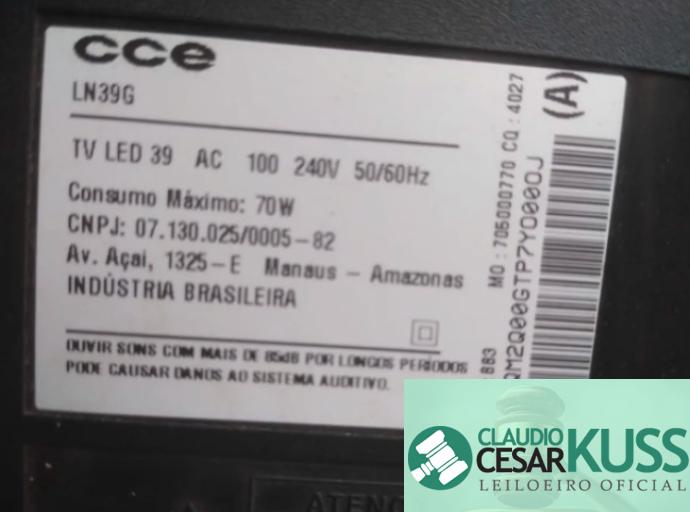 cce
LN39G
TV LED 39 AC 100 240V 50/60Hz
Consumo Máximo: 70W
CNPJ: 07.130.025/0005-82
Av. Açai, 1325-E Manaus - Amazonas
INDÚSTRIA BRASILEIRA
OUVIR SONS COM MAIS DE 85dB POR LONGOS PERÍODOS
PODE CAUSAR DANOS AO SISTEMA AUDITIVO.
MO: 705000770 CQ: 4027
(A)
CLAUDIO
CESAR KUSS
LEILOEIRO OFICIAL